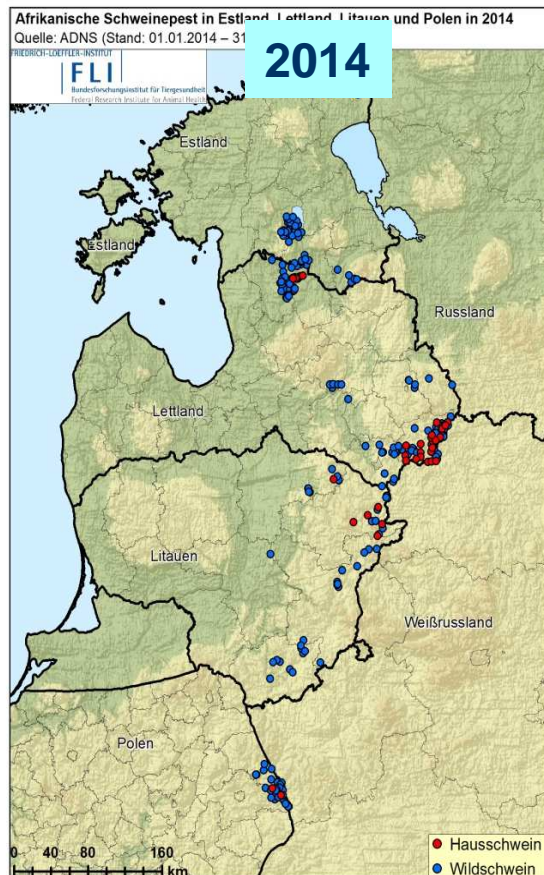 Afrikanische Schweinepest in Estland, Lettland, Litauen und Polen in 2014
Quelle: ADNS (Stand: 01.01.2014 – 31
2014
FRIEDRICH-LOEFFLER-INSTITUT
FLI
Bundesforschungsinstitut für Tiergesundheit
Federal Research Institute for Animal Health
Estland
Estland
Russland
Lettland
Litauen
Weißrussland
Polen
Hausschwein
Wildschwein
0 40 80 160
km